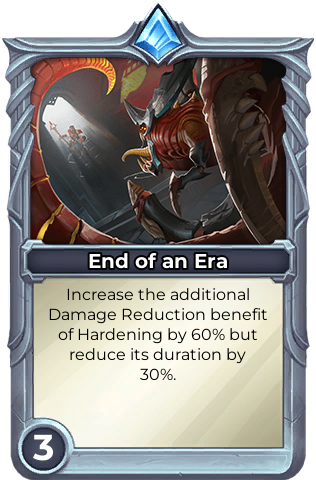 End of an Era
Increase the additional
Damage Reduction benefit
of Hardening by 60% but
reduce its duration by
30%.
3